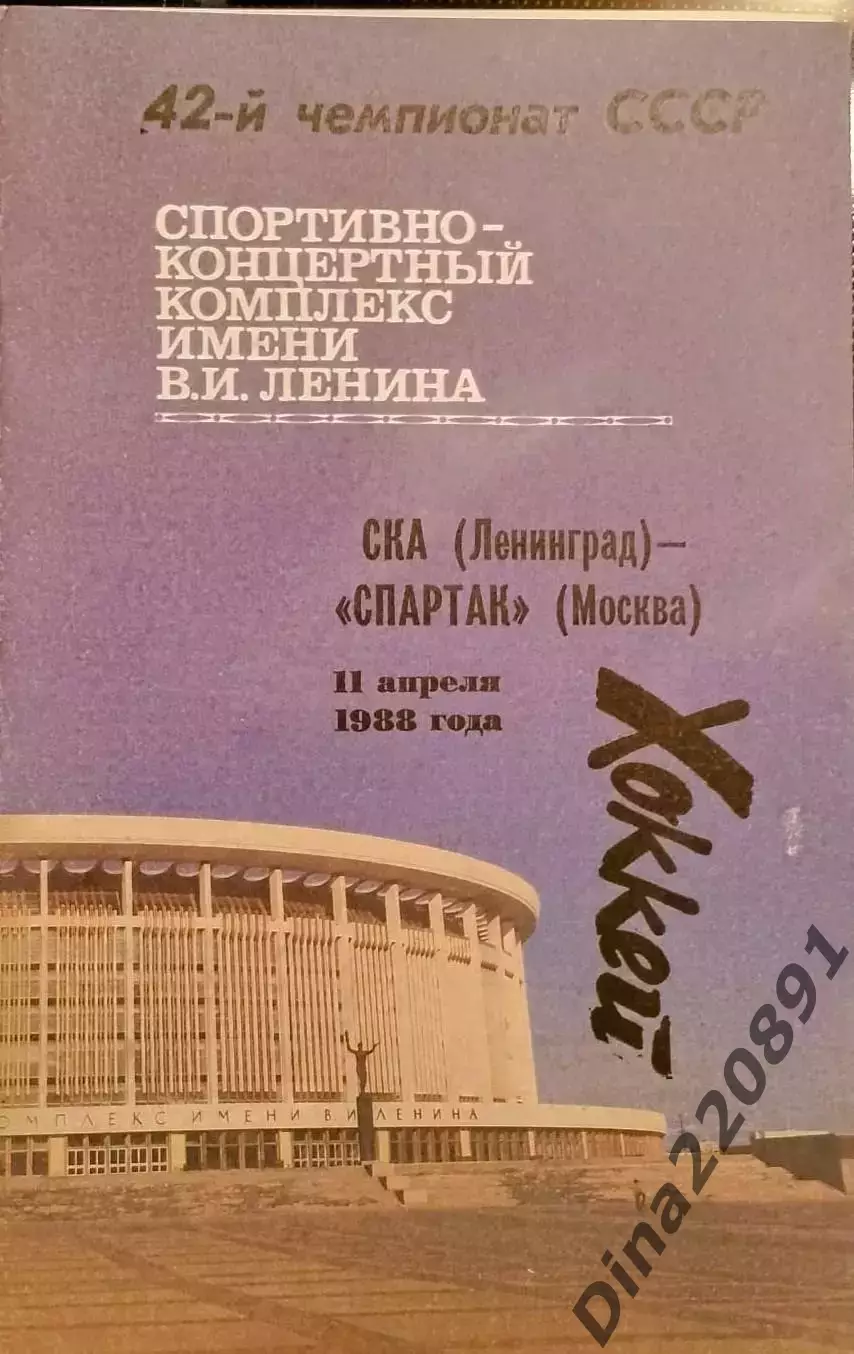 42-й чемпионат СССР
СПОРТИВНО-
КОНЦЕРТНЫЙ
КОМПЛЕКС
ИМЕНИ
В.И. ЛЕНИНА
СКА (Ленинград)—
«СПАРТАК» (Москва)
11 апреля
1988 года
Хоккей
ОМПЛЕКС ИМЕНИ В.И.ЛЕНИНА
Dina220891